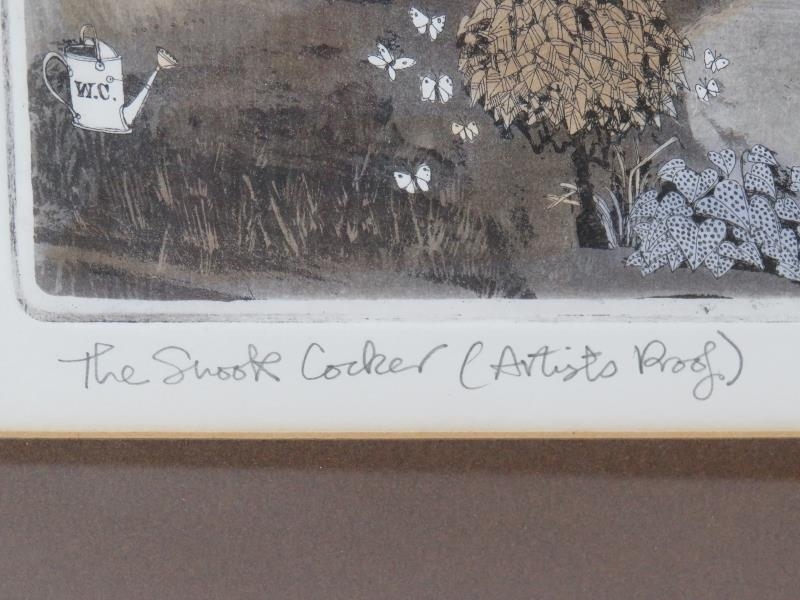 W.C.
The Snook Cocker (Artists Proof.)